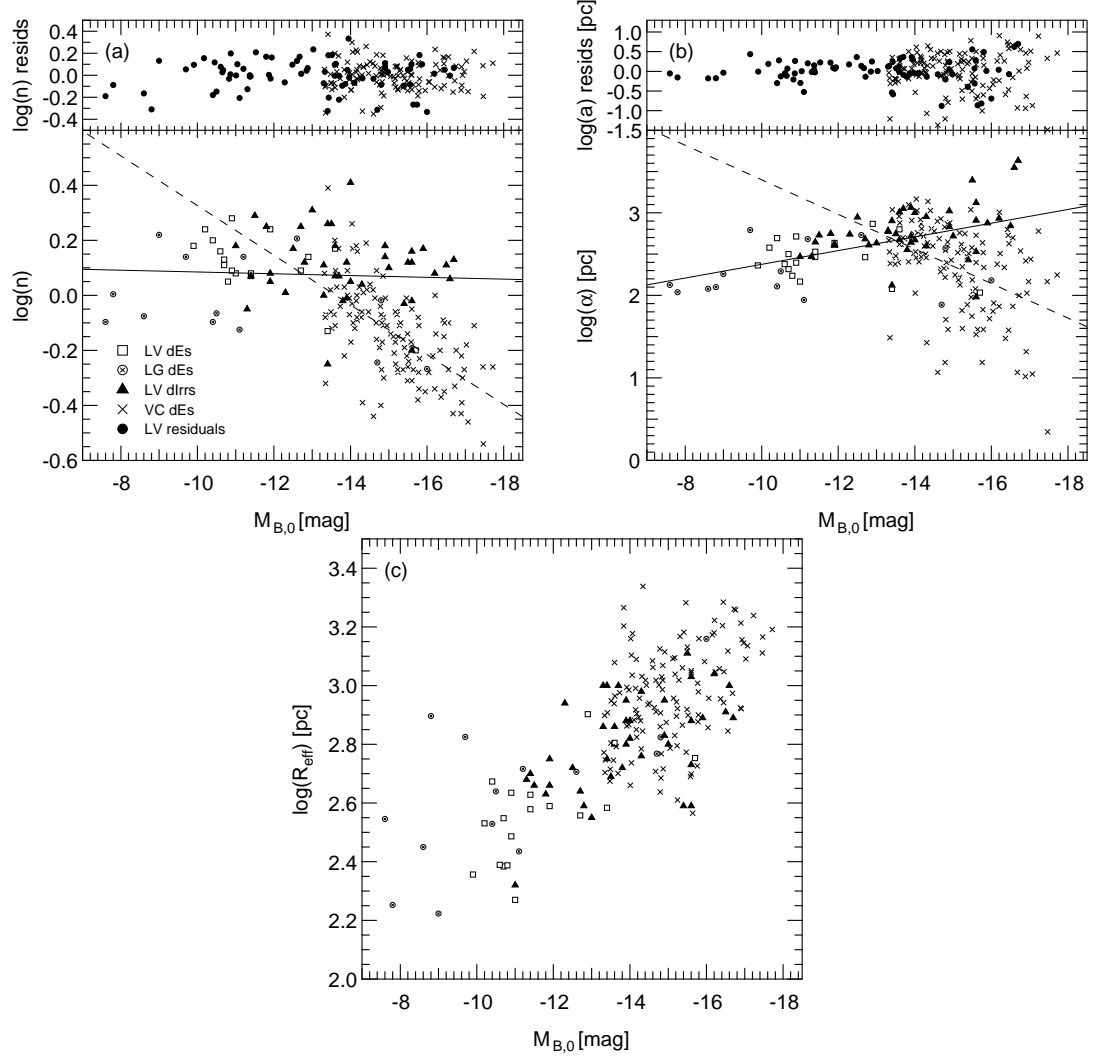 (a)
log(n) resids
0.4
0.2
0.0
-0.2
-0.4
log(n)
0.4
0.2
0.0
-0.2
-0.4
-0.6
LV dEs
LG dEs
LV dIrrs
VC dEs
LV residuals
-8 -10 -12 -14 -16 -18
M_B,0 [mag]
(b)
log(a) resids [pc]
1.0
0.5
0.0
-0.5
-1.0
-1.5
log(α) [pc]
3
2
1
0
-8 -10 -12 -14 -16 -18
M_B,0 [mag]
(c)
log(R_eff) [pc]
3.4
3.2
3.0
2.8
2.6
2.4
2.2
2.0
-8 -10 -12 -14 -16 -18
M_B,0 [mag]